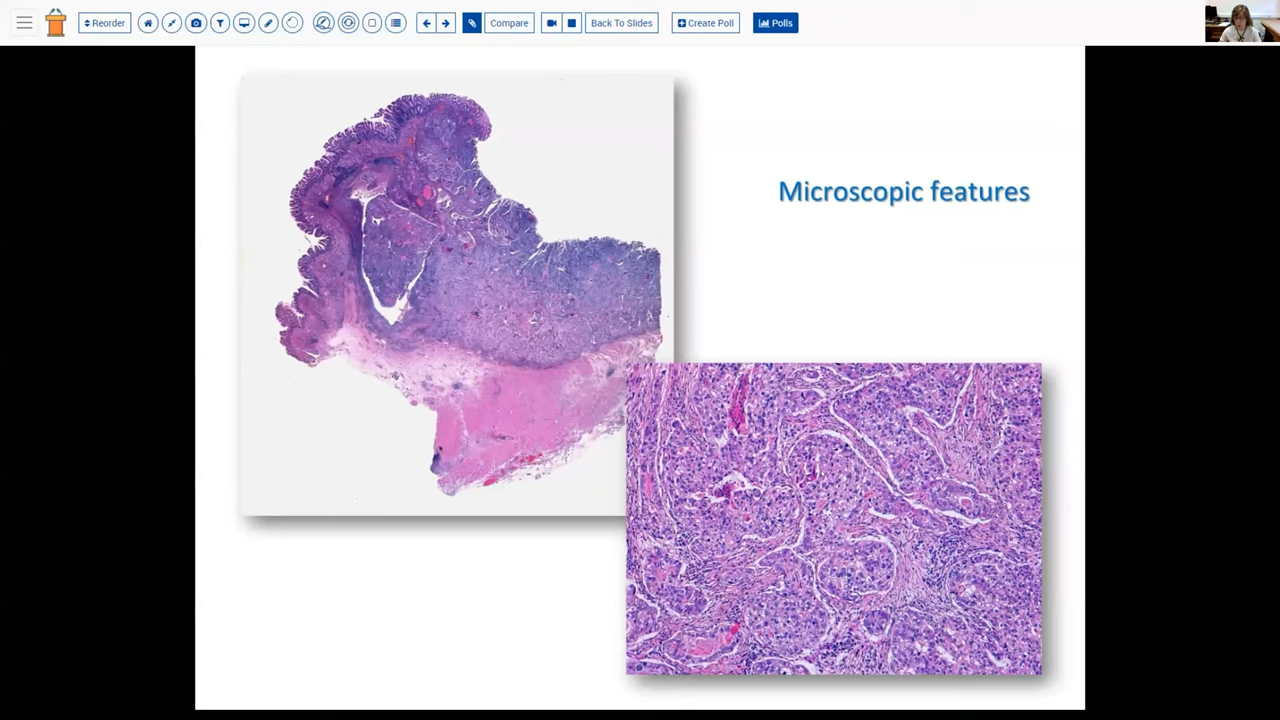 Reorder
Compare
Back To Slides
Create Poll
Polls
Microscopic features